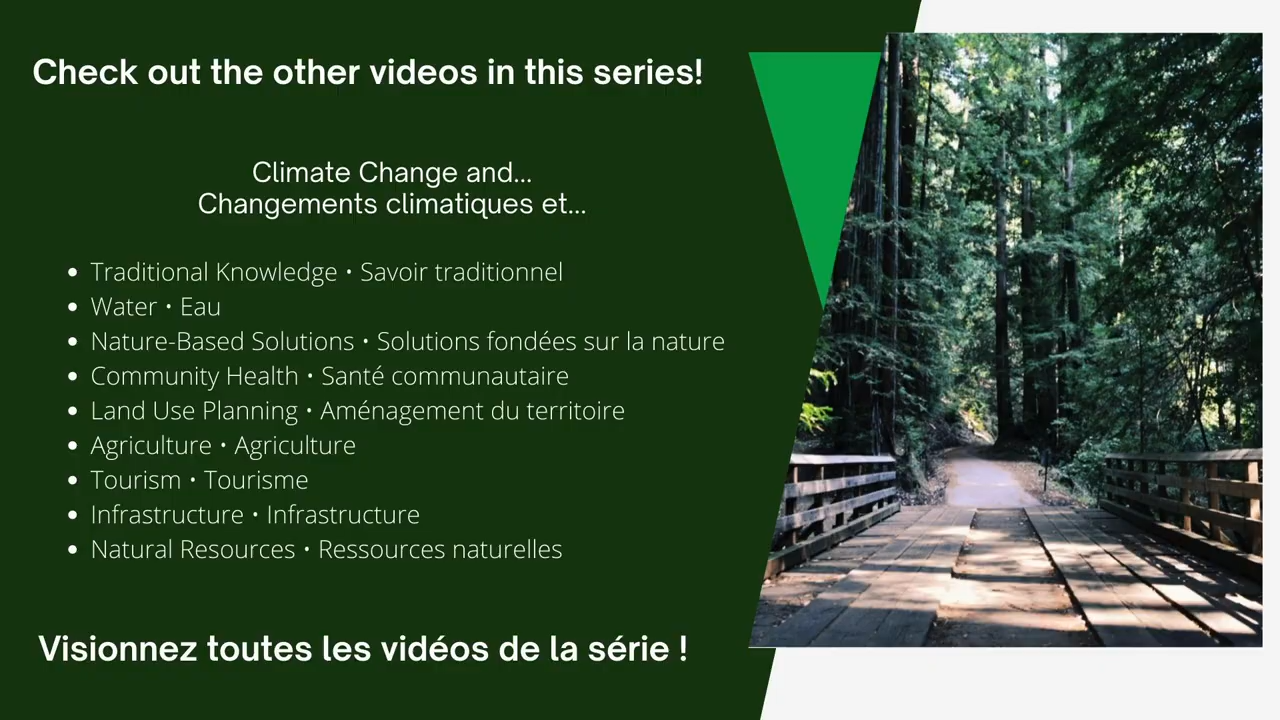 Check out the other videos in this series!
Climate Change and...
Changements climatiques et...
• Traditional Knowledge • Savoir traditionnel
• Water • Eau
• Nature-Based Solutions • Solutions fondées sur la nature
• Community Health • Santé communautaire
• Land Use Planning • Aménagement du territoire
• Agriculture • Agriculture
• Tourism • Tourisme
• Infrastructure • Infrastructure
• Natural Resources • Ressources naturelles
Visionnez toutes les vidéos de la série !